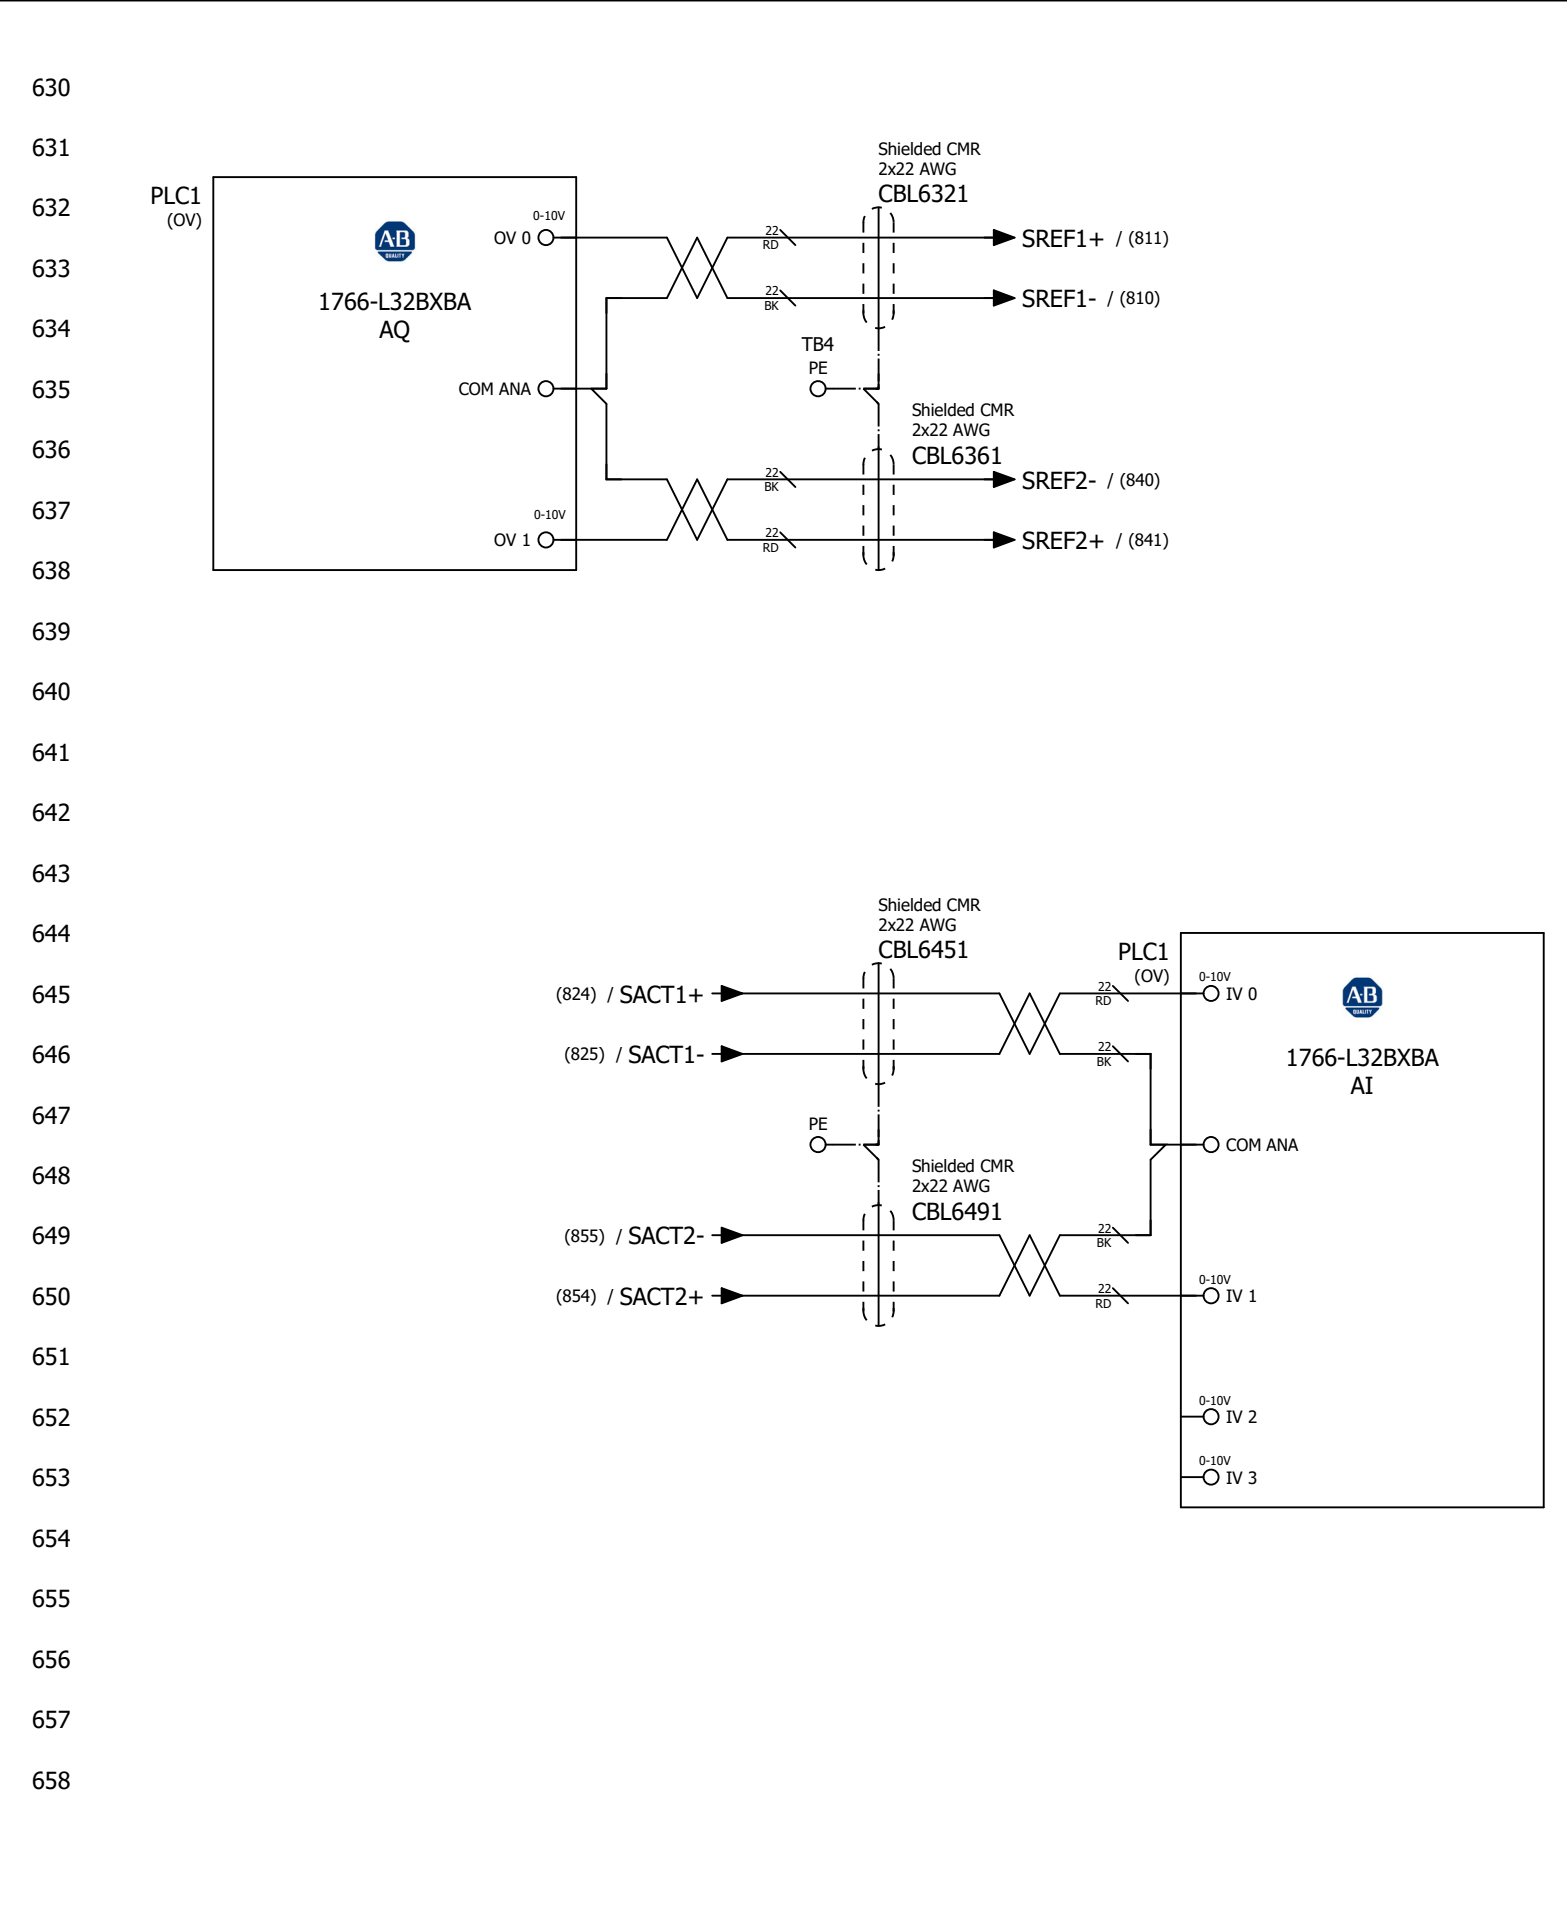 630
631
Shielded CMR
2x22 AWG
CBL6321
632
PLC1
(OV)
A-B
QUALITY
0-10V
OV 0
22
RD
SREF1+ / (811)
633
1766-L32BXBA
AQ
22
BK
SREF1- / (810)
634
TB4
PE
635
COM ANA
Shielded CMR
2x22 AWG
CBL6361
636
22
BK
SREF2- / (840)
637
0-10V
OV 1
22
RD
SREF2+ / (841)
638
639
640
641
642
643
Shielded CMR
2x22 AWG
CBL6451
644
PLC1
(OV)
645
(824) / SACT1+
22
RD
0-10V
IV 0
A-B
QUALITY
646
(825) / SACT1-
22
BK
1766-L32BXBA
AI
647
PE
COM ANA
648
Shielded CMR
2x22 AWG
CBL6491
649
(855) / SACT2-
22
BK
650
(854) / SACT2+
22
RD
0-10V
IV 1
651
652
0-10V
IV 2
653
0-10V
IV 3
654
655
656
657
658